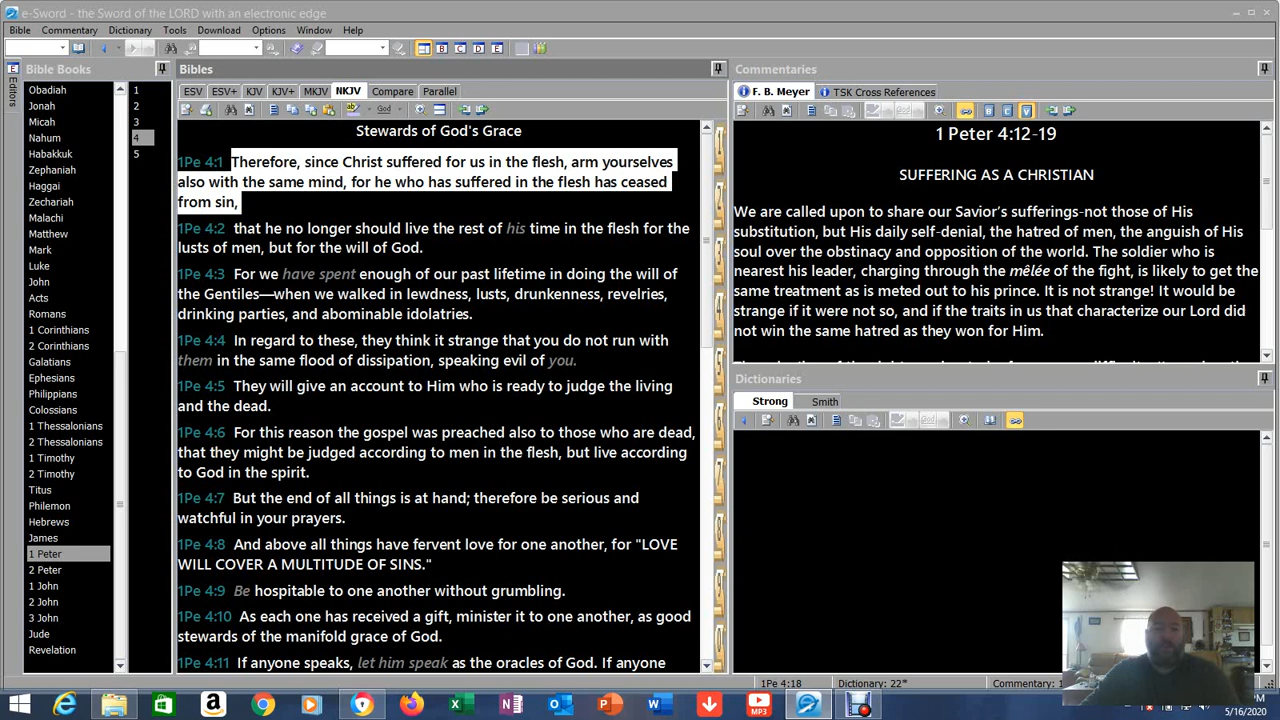 e-Sword - the Sword of the LORD with an electronic edge
Bible Commentary Dictionary Tools Download Options Window Help
B C D E
Editors
Bible Books
Obadiah
Jonah
Micah
Nahum
Habakkuk
Zephaniah
Haggai
Zechariah
Malachi
Matthew
Mark
Luke
John
Acts
Romans
1 Corinthians
2 Corinthians
Galatians
Ephesians
Philippians
Colossians
1 Thessalonians
2 Thessalonians
1 Timothy
2 Timothy
Titus
Philemon
Hebrews
James
1 Peter
2 Peter
1 John
2 John
3 John
Jude
Revelation
1
2
3
4
5
Bibles
ESV ESV+ KJV KJV+ MKJV NKJV Compare Parallel
God
Stewards of God's Grace
1Pe 4:1 Therefore, since Christ suffered for us in the flesh, arm yourselves
also with the same mind, for he who has suffered in the flesh has ceased
from sin,
1Pe 4:2 that he no longer should live the rest of his time in the flesh for the
lusts of men, but for the will of God.
1Pe 4:3 For we have spent enough of our past lifetime in doing the will of
the Gentiles—when we walked in lewdness, lusts, drunkenness, revelries,
drinking parties, and abominable idolatries.
1Pe 4:4 In regard to these, they think it strange that you do not run with
them in the same flood of dissipation, speaking evil of you.
1Pe 4:5 They will give an account to Him who is ready to judge the living
and the dead.
1Pe 4:6 For this reason the gospel was preached also to those who are dead,
that they might be judged according to men in the flesh, but live according
to God in the spirit.
1Pe 4:7 But the end of all things is at hand; therefore be serious and
watchful in your prayers.
1Pe 4:8 And above all things have fervent love for one another, for "LOVE
WILL COVER A MULTITUDE OF SINS."
1Pe 4:9 Be hospitable to one another without grumbling.
1Pe 4:10 As each one has received a gift, minister it to one another, as good
stewards of the manifold grace of God.
1Pe 4:11 If anyone speaks, let him speak as the oracles of God. If anyone
1
2
3
4
5
6
7
8
9
Commentaries
F. B. Meyer TSK Cross References
God
B C V
1 Peter 4:12-19
SUFFERING AS A CHRISTIAN
We are called upon to share our Savior's sufferings-not those of His
substitution, but His daily self-denial, the hatred of men, the anguish of His
soul over the obstinacy and opposition of the world. The soldier who is
nearest his leader, charging through the mêlée of the fight, is likely to get the
same treatment as is meted out to his prince. It is not strange! It would be
strange if it were not so, and if the traits in us that characterize our Lord did
not win the same hatred as they won for Him.
Dictionaries
Strong Smith
God
1Pe 4:18 Dictionary: 22* Commentary: 1
MP3
5/16/2020